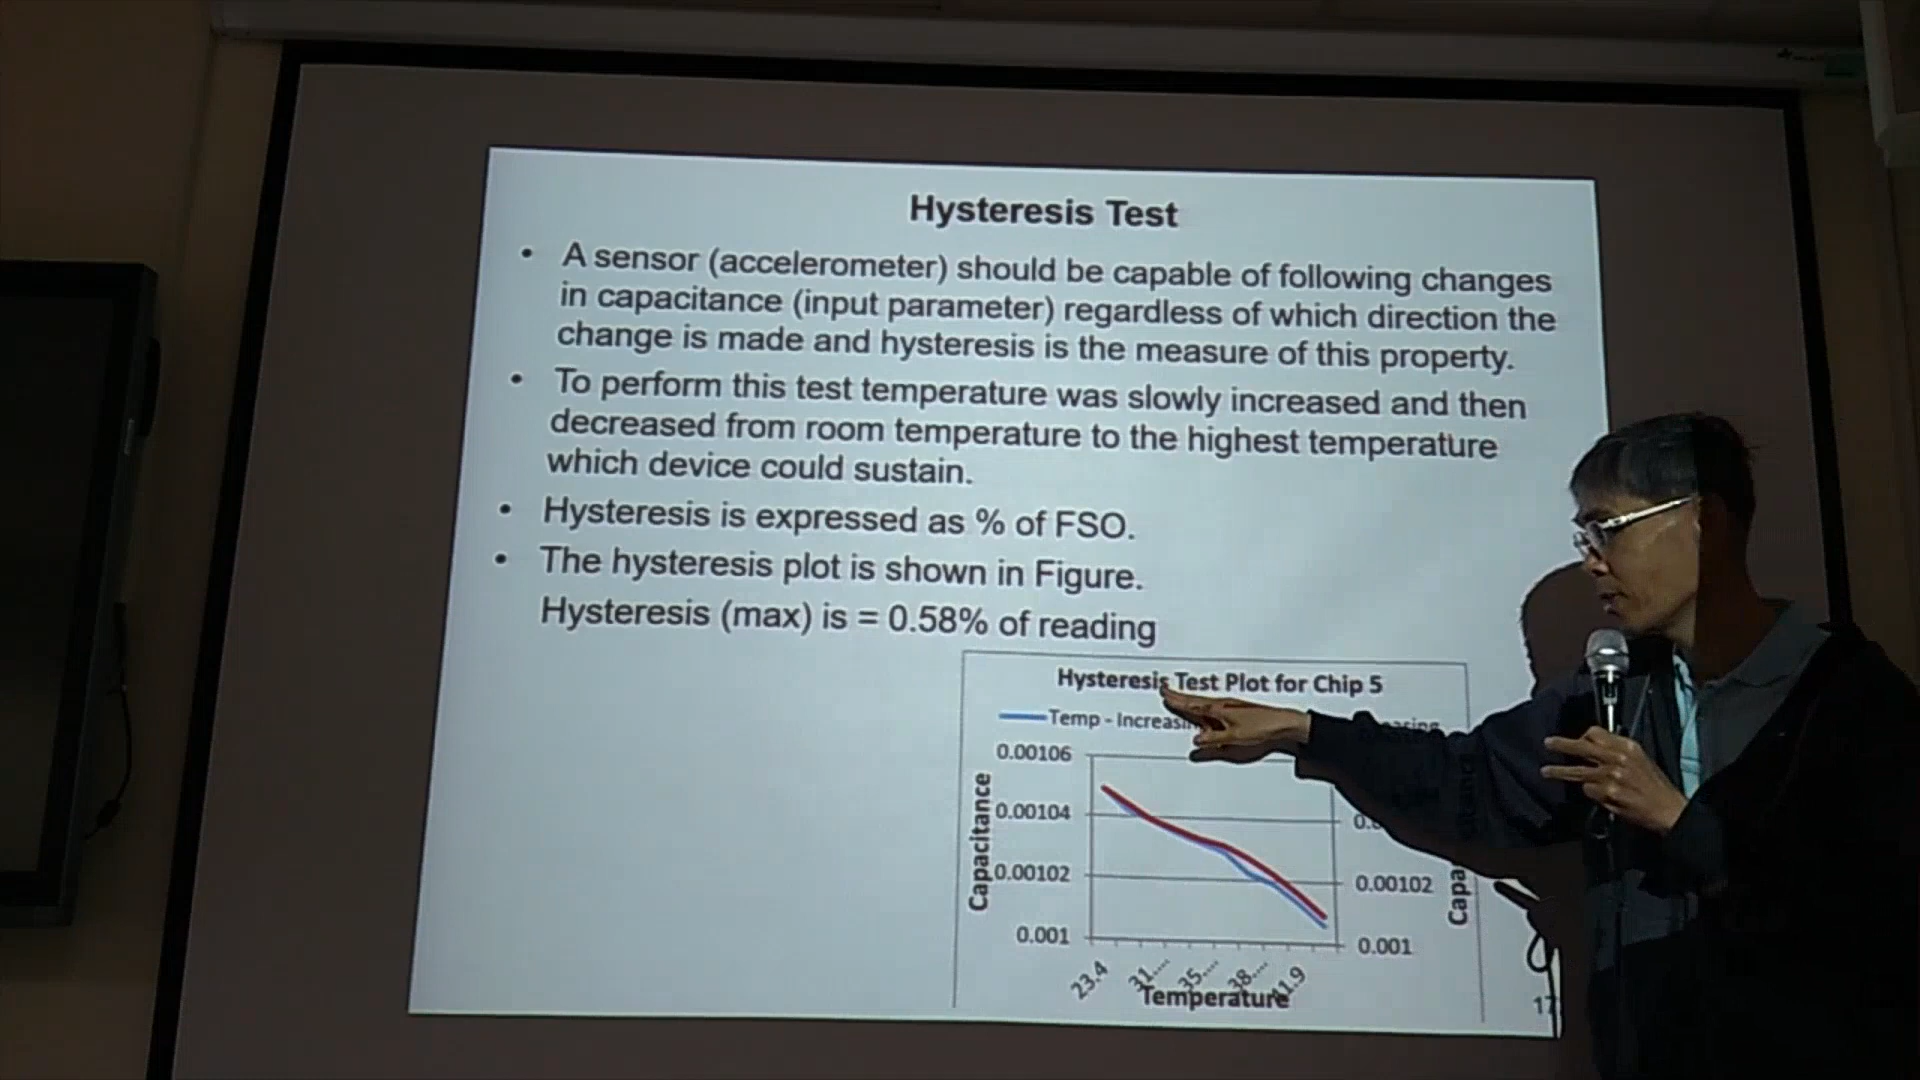 Hysteresis Test
• A sensor (accelerometer) should be capable of following changes
in capacitance (input parameter) regardless of which direction the
change is made and hysteresis is the measure of this property.
• To perform this test temperature was slowly increased and then
decreased from room temperature to the highest temperature
which device could sustain.
• Hysteresis is expressed as % of FSO.
• The hysteresis plot is shown in Figure.
Hysteresis (max) is = 0.58% of reading
Hysteresis Test Plot for Chip 5
Temp -
0.00106
0.00104
0.00102
0.001
Capacitance
0.00102
0.001
23.4
31....
35....
38....
Temperature
17